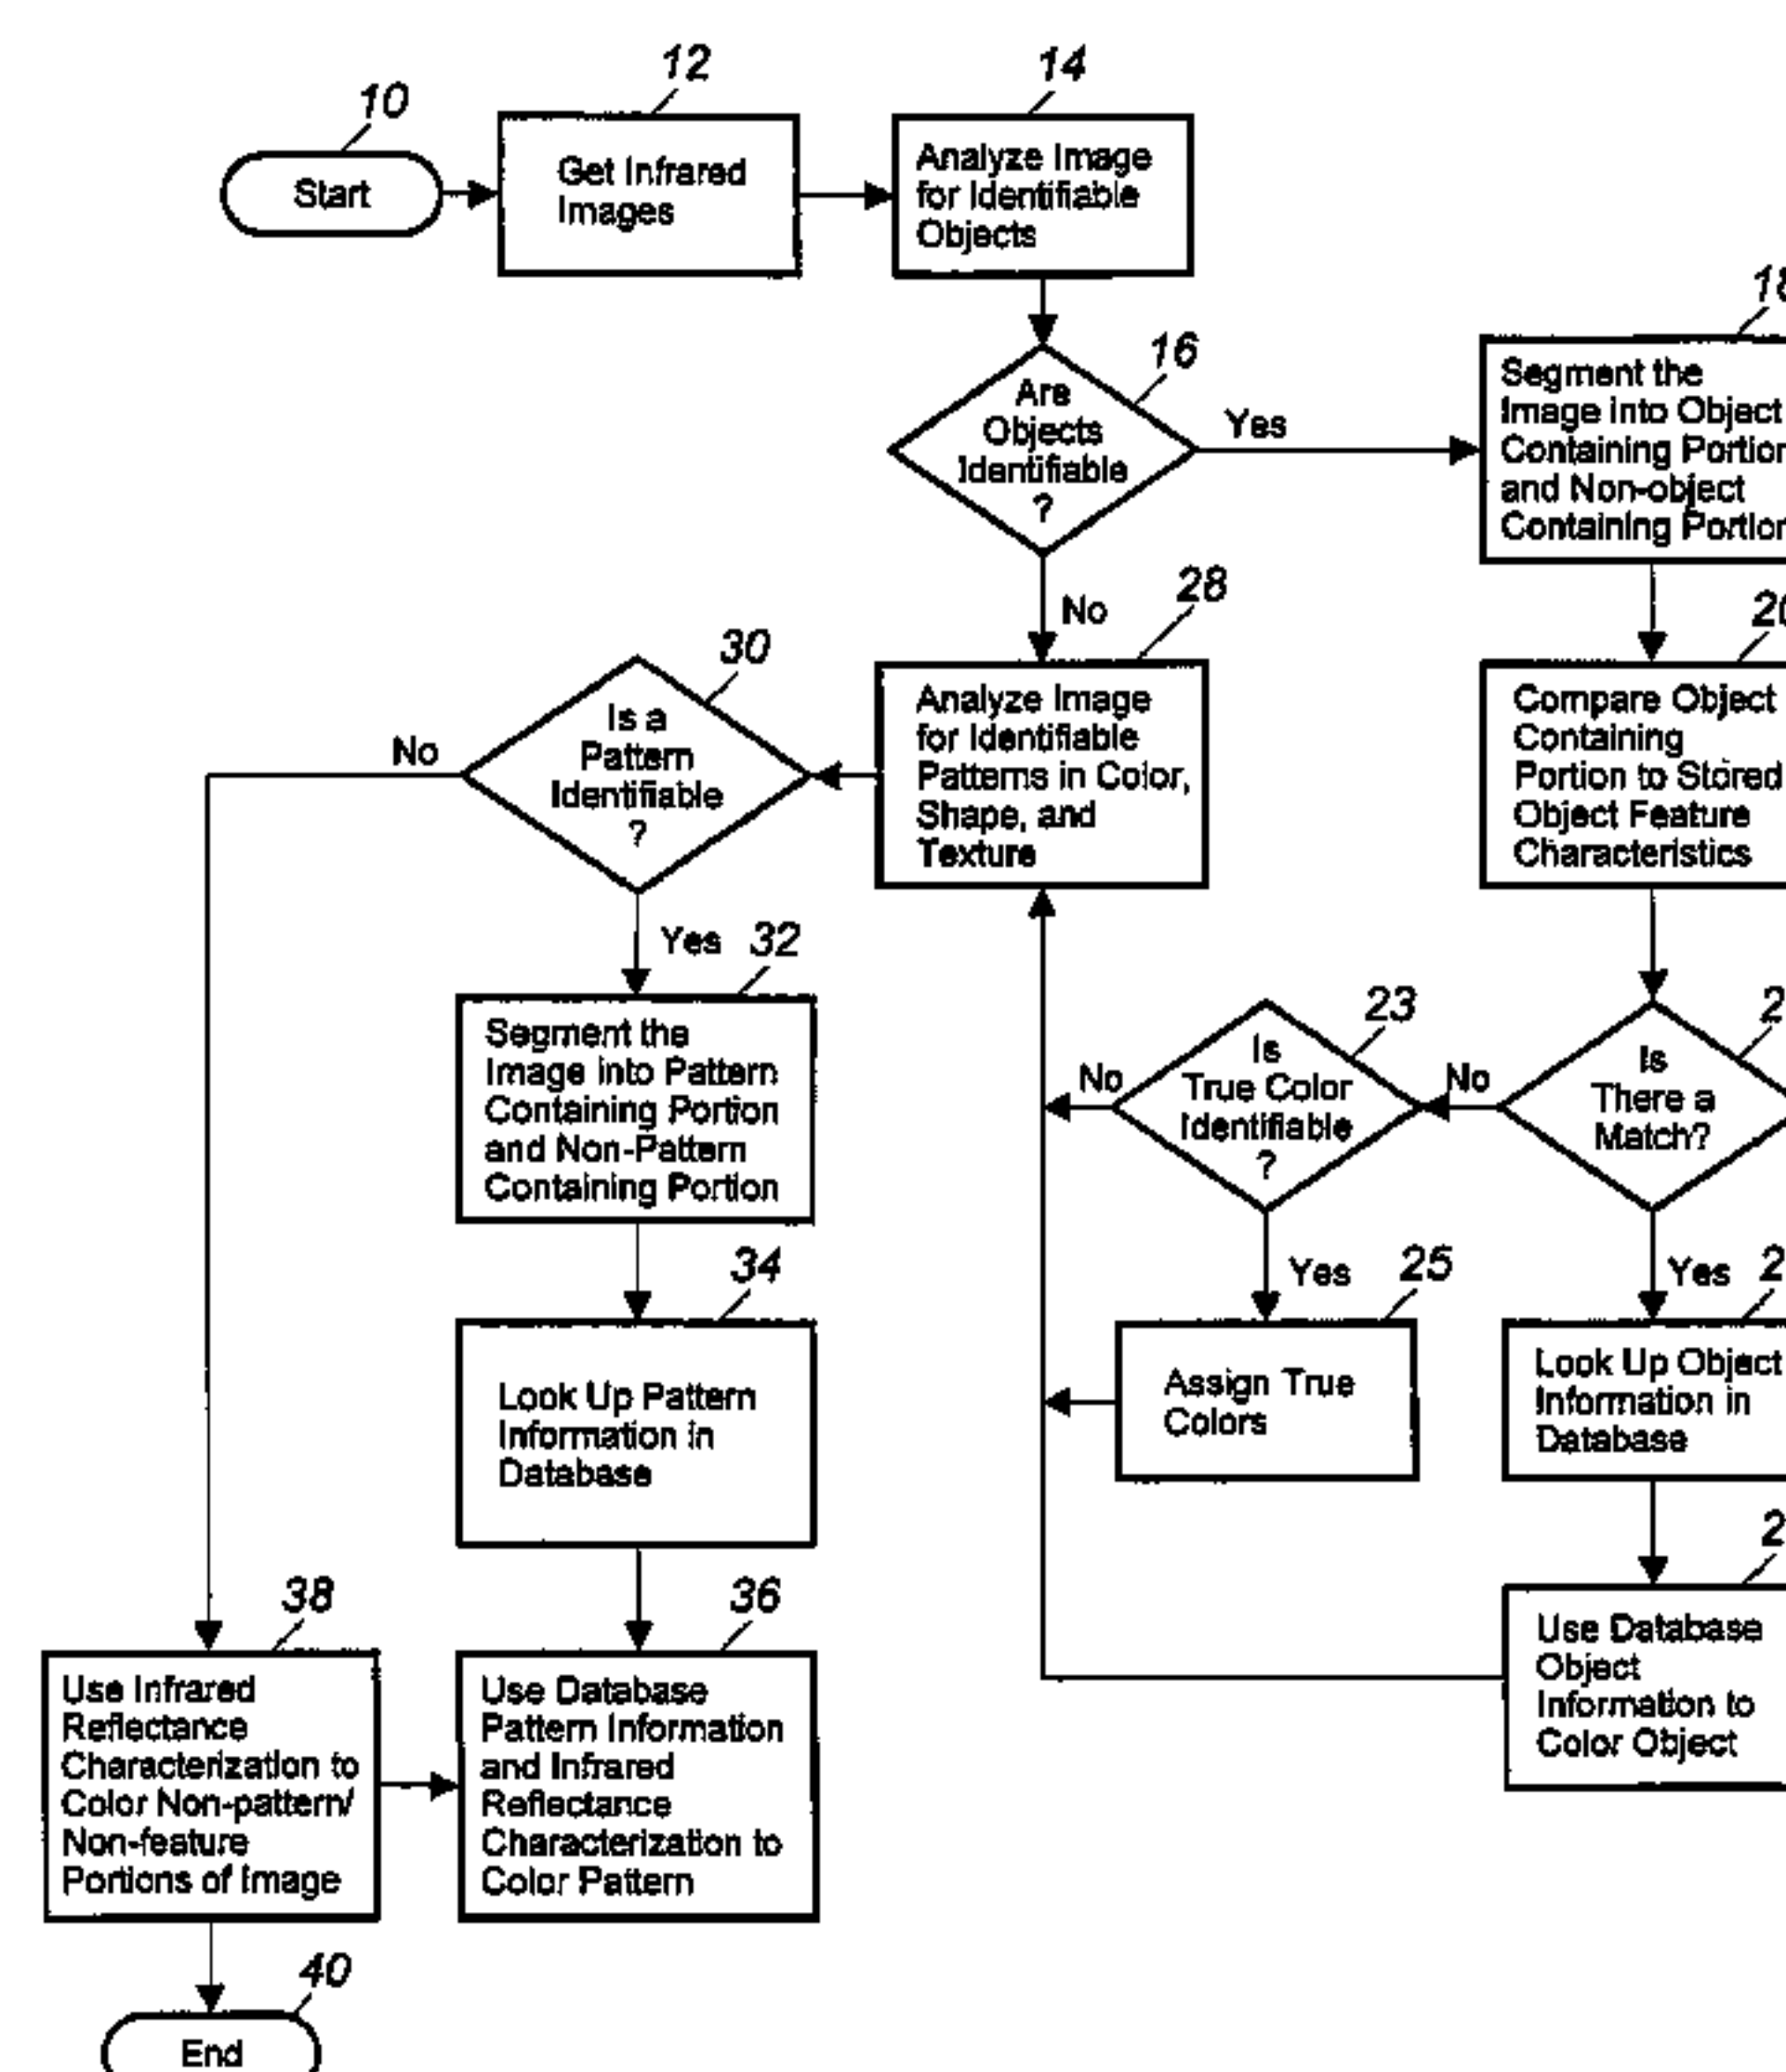 10
12
14
Start
Get Infrared
Images
Analyze Image
for Identifiable
Objects
16
Are
Objects
Identifiable
?
Yes
No
Segment the
Image into Object
Containing
and Non-object
Containing
28
Analyze Image
for Identifiable
Patterns in Color,
Shape, and
Texture
30
Is a
Pattern
Identifiable
?
No
Yes
Compare Object
Containing
Portion to Stored
Object Feature
Characteristics
32
Segment the
Image into Pattern
Containing Portion
and Non-Pattern
Containing Portion
23
Is
True Color
Identifiable
?
No
Yes
Is
There a
Match?
No
Yes
34
Look Up Pattern
Information in
Database
25
Assign True
Colors
Look Up Object
Information in
Database
38
Use Infrared
Reflectance
Characterization to
Color Non-pattern/
Non-feature
Portions of Image
36
Use Database
Pattern Information
and Infrared
Reflectance
Characterization to
Color Pattern
Use Database
Object
Information to
Color Object
40
End